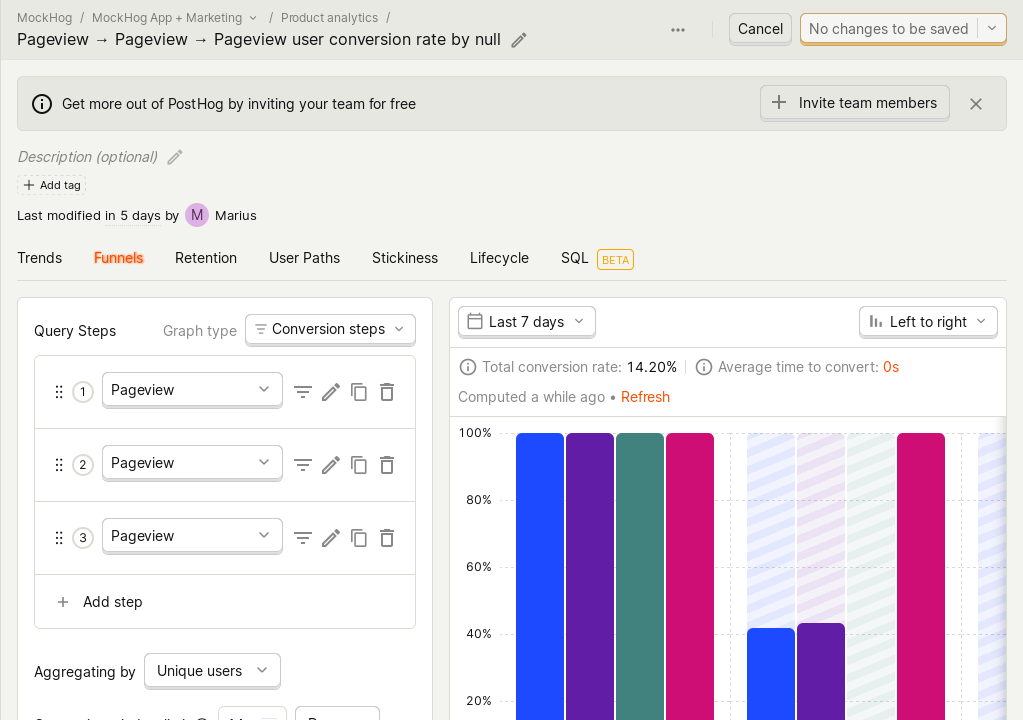 MockHog / MockHog App + Marketing / Product analytics /
Pageview → Pageview → Pageview user conversion rate by null
Cancel
No changes to be saved
Get more out of PostHog by inviting your team for free
Invite team members
Description (optional)
Add tag
Last modified in 5 days by M Marius
Trends Funnels Retention User Paths Stickiness Lifecycle SQL BETA
Query Steps
Graph type Conversion steps
1 Pageview
2 Pageview
3 Pageview
Add step
Aggregating by Unique users
Last 7 days
Left to right
Total conversion rate: 14.20%
Average time to convert: 0s
Computed a while ago • Refresh
100%
80%
60%
40%
20%